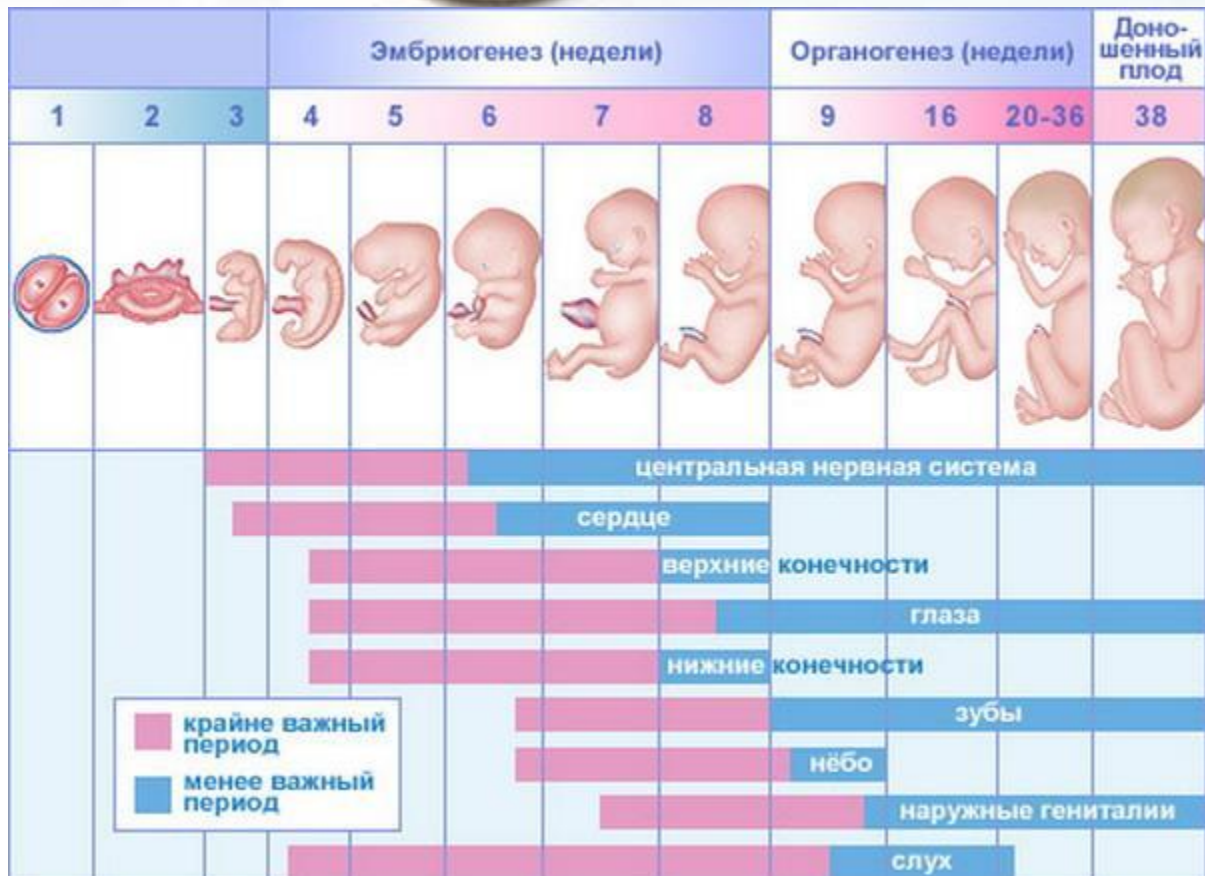 Эмбриогенез (недели)
Органогенез (недели)
Доно-
шенный
плод
1 2 3 4 5 6 7 8 9 16 20-36 38
центральная нервная система
сердце
верхние конечности
глаза
нижние конечности
зубы
нёбо
наружные гениталии
слух
крайне важный
период
менее важный
период